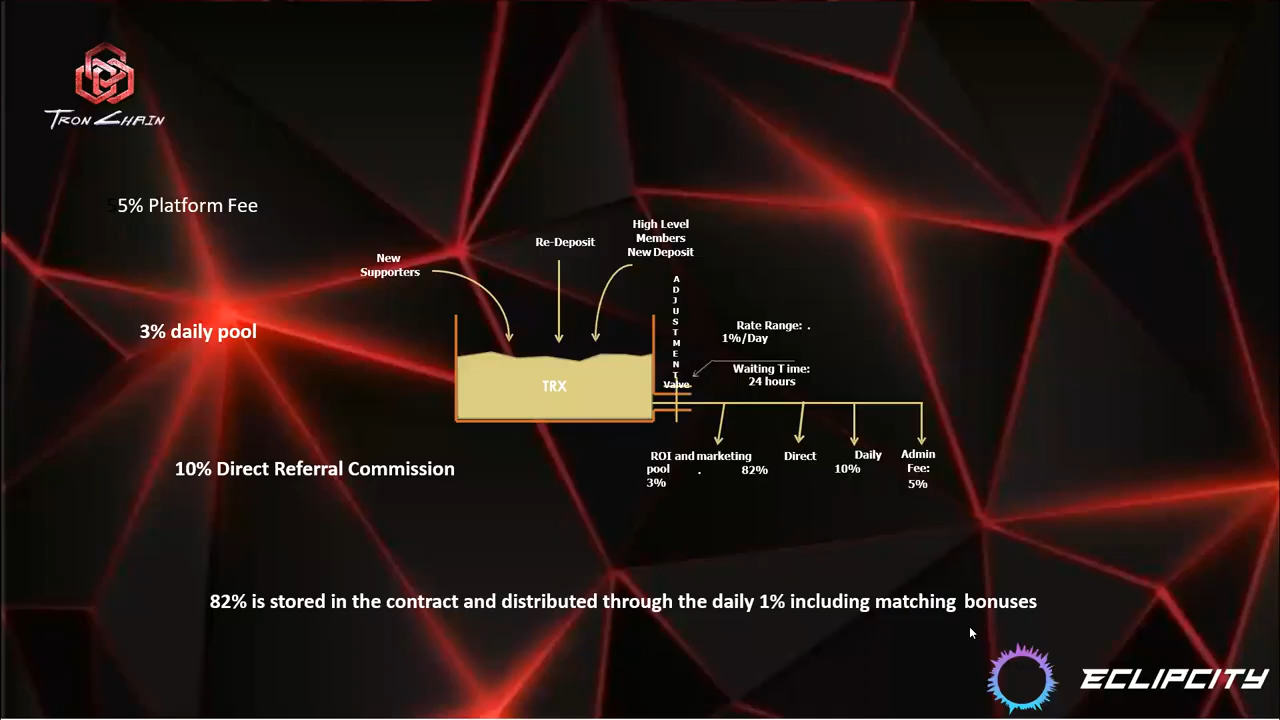 TRON CHAIN
5% Platform Fee
High Level
Members
New Deposit
Re-Deposit
New
Supporters
ADJUSTMENT
Rate Range: .
1%/Day
3% daily pool
Waiting Time:
24 hours
Valve
TRX
ROI and marketing Direct Daily Admin
pool . 82% 10% Fee:
3% 5%
10% Direct Referral Commission
82% is stored in the contract and distributed through the daily 1% including matching bonuses
ECLIPCITY